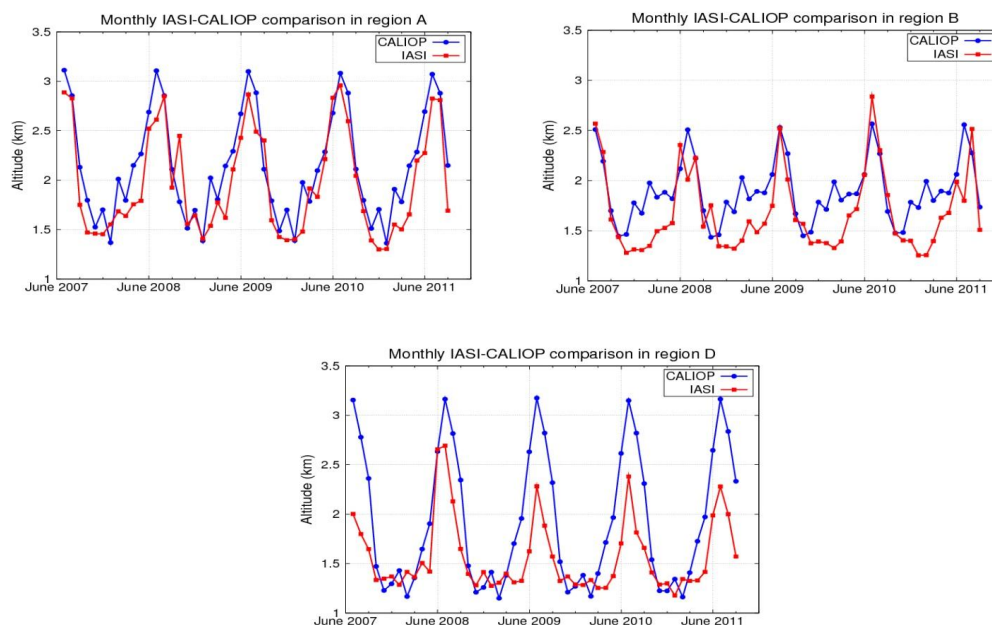 Monthly IASI-CALIOP comparison in region A
3.5
CALIOP
IASI
3
2.5
2
1.5
1
Altitude (km)
June 2007
June 2008
June 2009
June 2010
June 2011
Monthly IASI-CALIOP comparison in region B
3.5
CALIOP
IASI
3
2.5
2
1.5
1
Altitude (km)
June 2007
June 2008
June 2009
June 2010
June 2011
Monthly IASI-CALIOP comparison in region D
3.5
CALIOP
IASI
3
2.5
2
1.5
1
Altitude (km)
June 2007
June 2008
June 2009
June 2010
June 2011